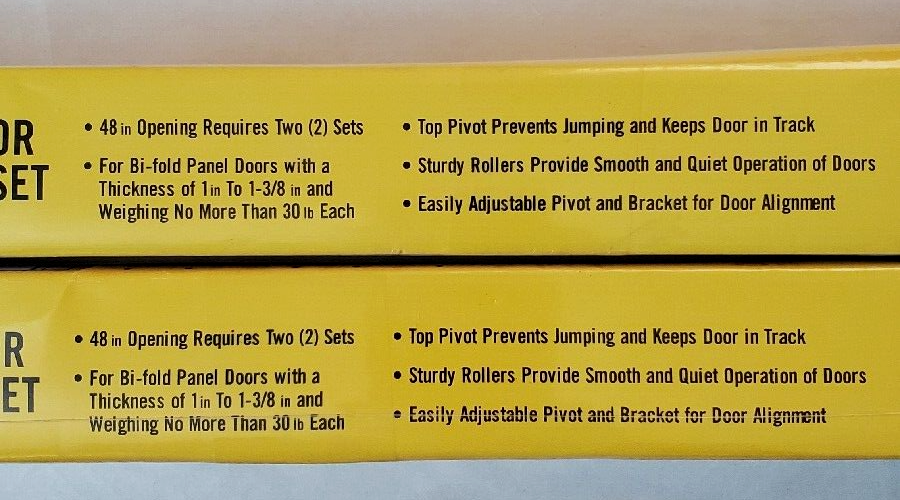 OR
SET
• 48 in Opening Requires Two (2) Sets
• For Bi-fold Panel Doors with a
Thickness of 1 in To 1-3/8 in and
Weighing No More Than 30 lb Each
• Top Pivot Prevents Jumping and Keeps Door in Track
• Sturdy Rollers Provide Smooth and Quiet Operation of Doors
• Easily Adjustable Pivot and Bracket for Door Alignment
R
ET
• 48 in Opening Requires Two (2) Sets
• For Bi-fold Panel Doors with a
Thickness of 1 in To 1-3/8 in and
Weighing No More Than 30 lb Each
• Top Pivot Prevents Jumping and Keeps Door in Track
• Sturdy Rollers Provide Smooth and Quiet Operation of Doors
• Easily Adjustable Pivot and Bracket for Door Alignment